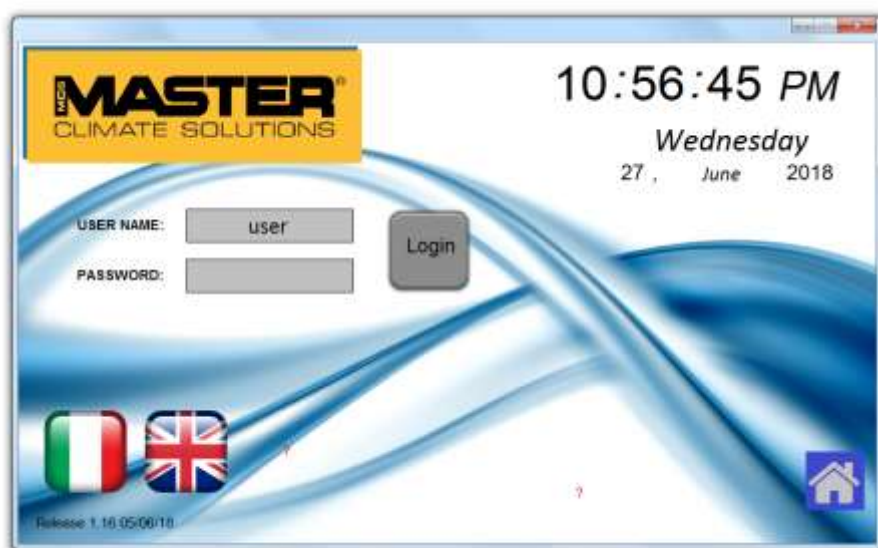 MCS MASTER®
CLIMATE SOLUTIONS
10:56:45 PM
Wednesday
27 , June 2018
USER NAME: user
PASSWORD:
Login
?
?
Release 1.16 05/06/18